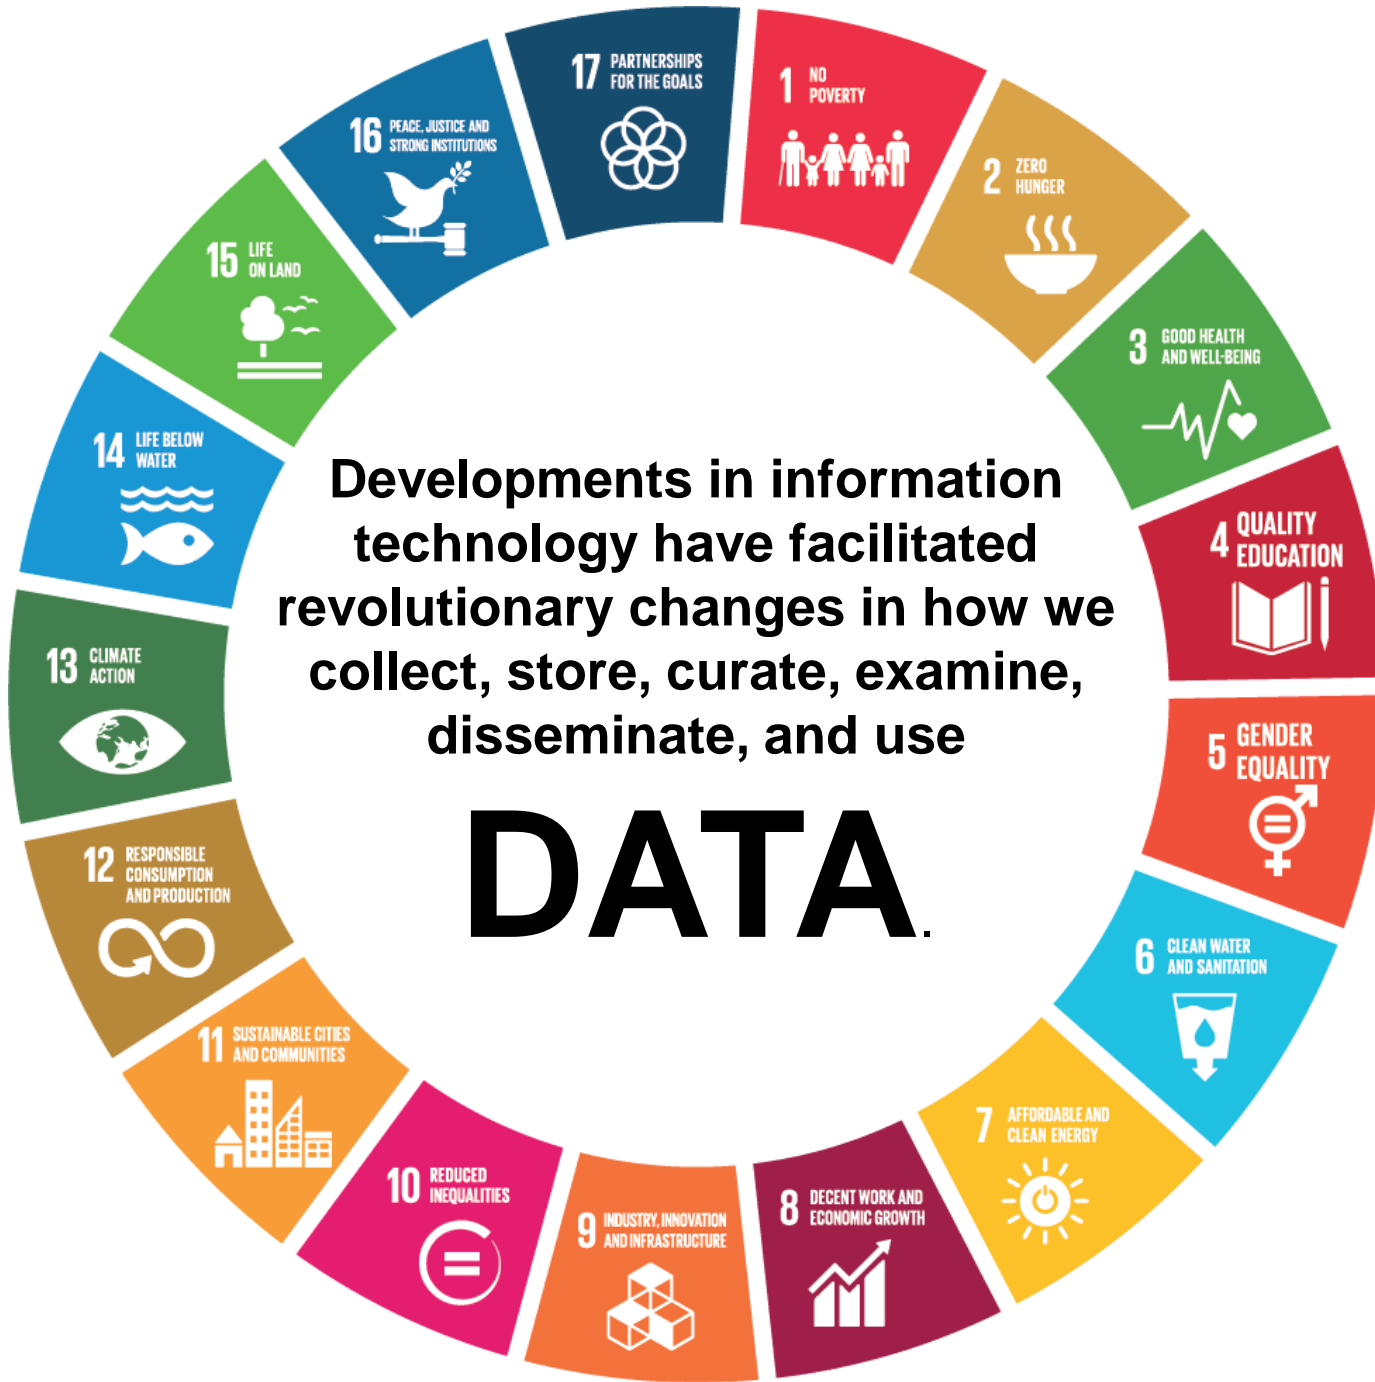 17 PARTNERSHIPS
FOR THE GOALS
1 NO
POVERTY
2 ZERO
HUNGER
3 GOOD HEALTH
AND WELL-BEING
4 QUALITY
EDUCATION
5 GENDER
EQUALITY
6 CLEAN WATER
AND SANITATION
7 AFFORDABLE AND
CLEAN ENERGY
8 DECENT WORK AND
ECONOMIC GROWTH
9 INDUSTRY, INNOVATION
AND INFRASTRUCTURE
10 REDUCED
INEQUALITIES
11 SUSTAINABLE CITIES
AND COMMUNITIES
12 RESPONSIBLE
CONSUMPTION
AND PRODUCTION
13 CLIMATE
ACTION
14 LIFE BELOW
WATER
15 LIFE
ON LAND
16 PEACE, JUSTICE AND
STRONG INSTITUTIONS
Developments in information
technology have facilitated
revolutionary changes in how we
collect, store, curate, examine,
disseminate, and use
DATA.